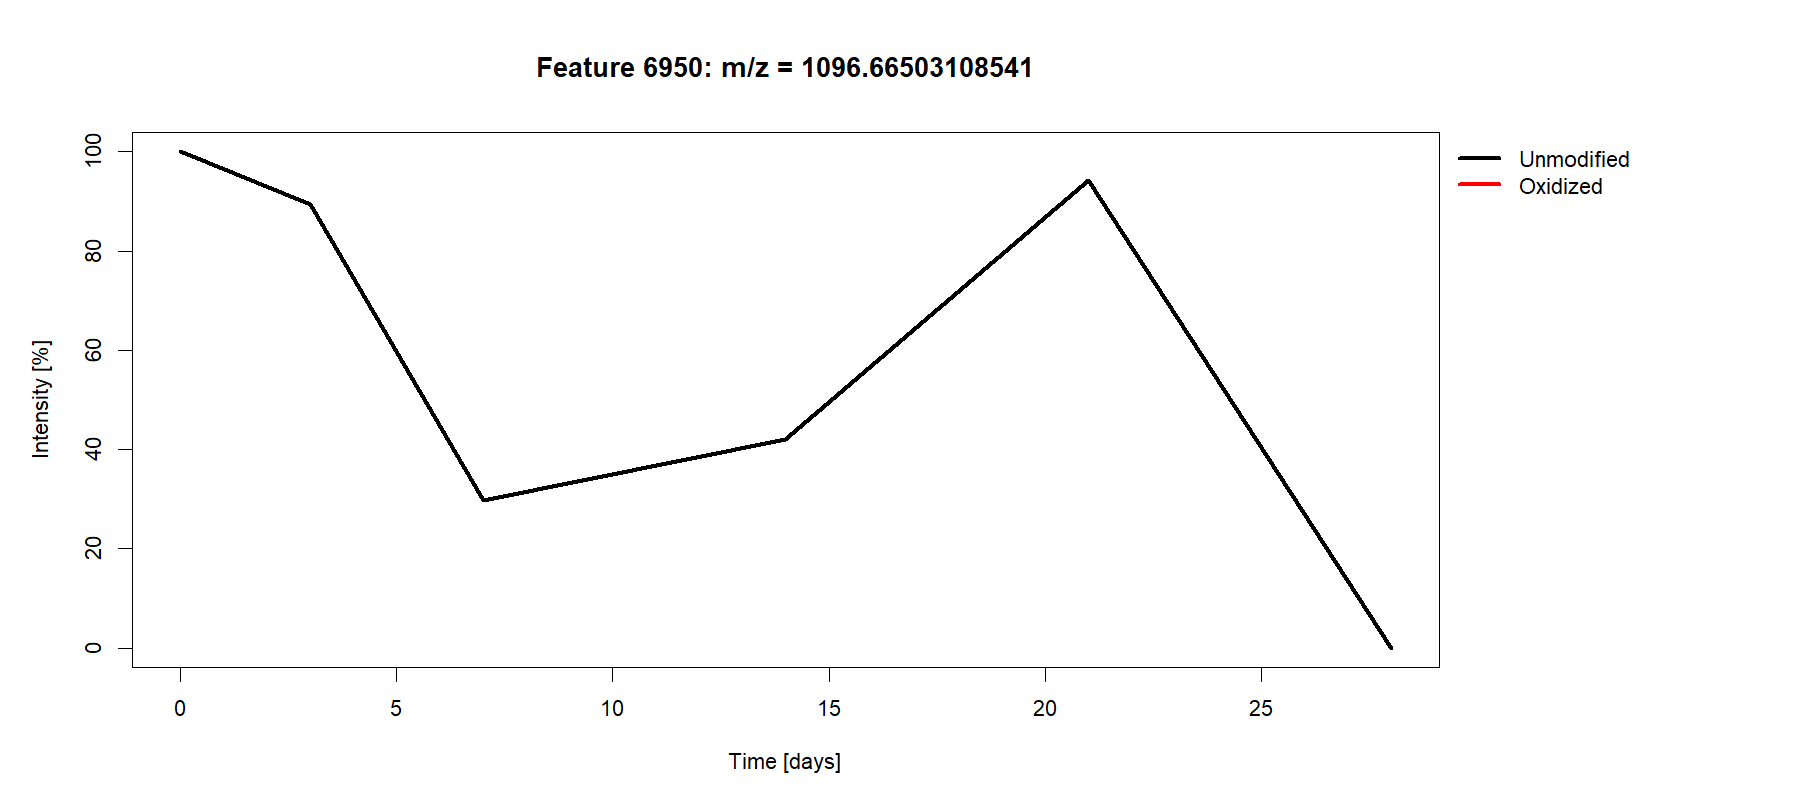 Feature 6950: m/z = 1096.66503108541
Unmodified
Oxidized
Intensity [%]
100
80
60
40
20
0
0 5 10 15 20 25
Time [days]